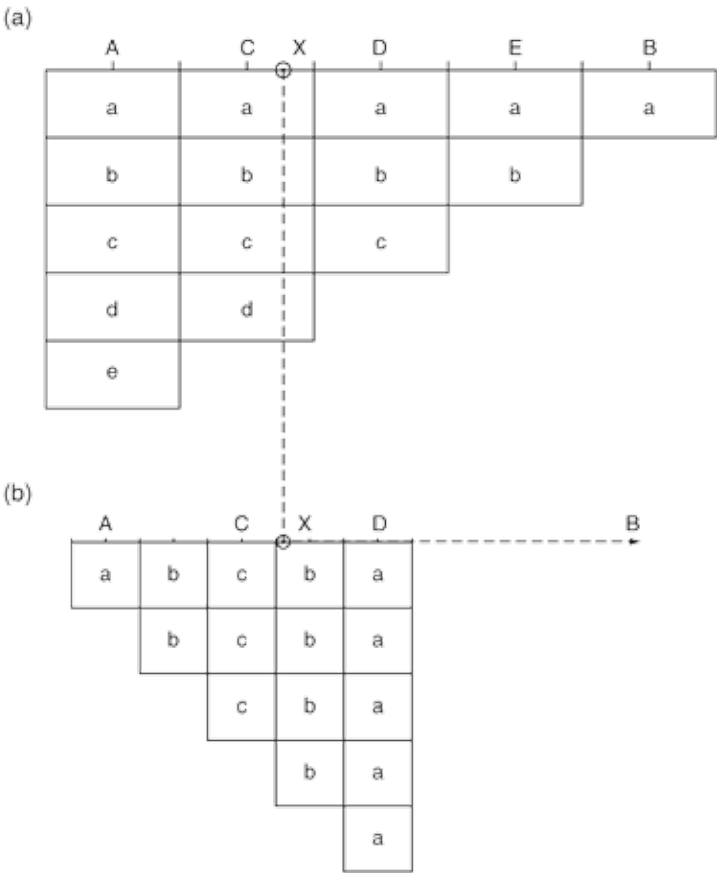 (a)
A C X D E B
a a a a a
b b b b
c c c
d d
e
(b)
A C X D B
a b c b a
b c b a
c b a
b a
a